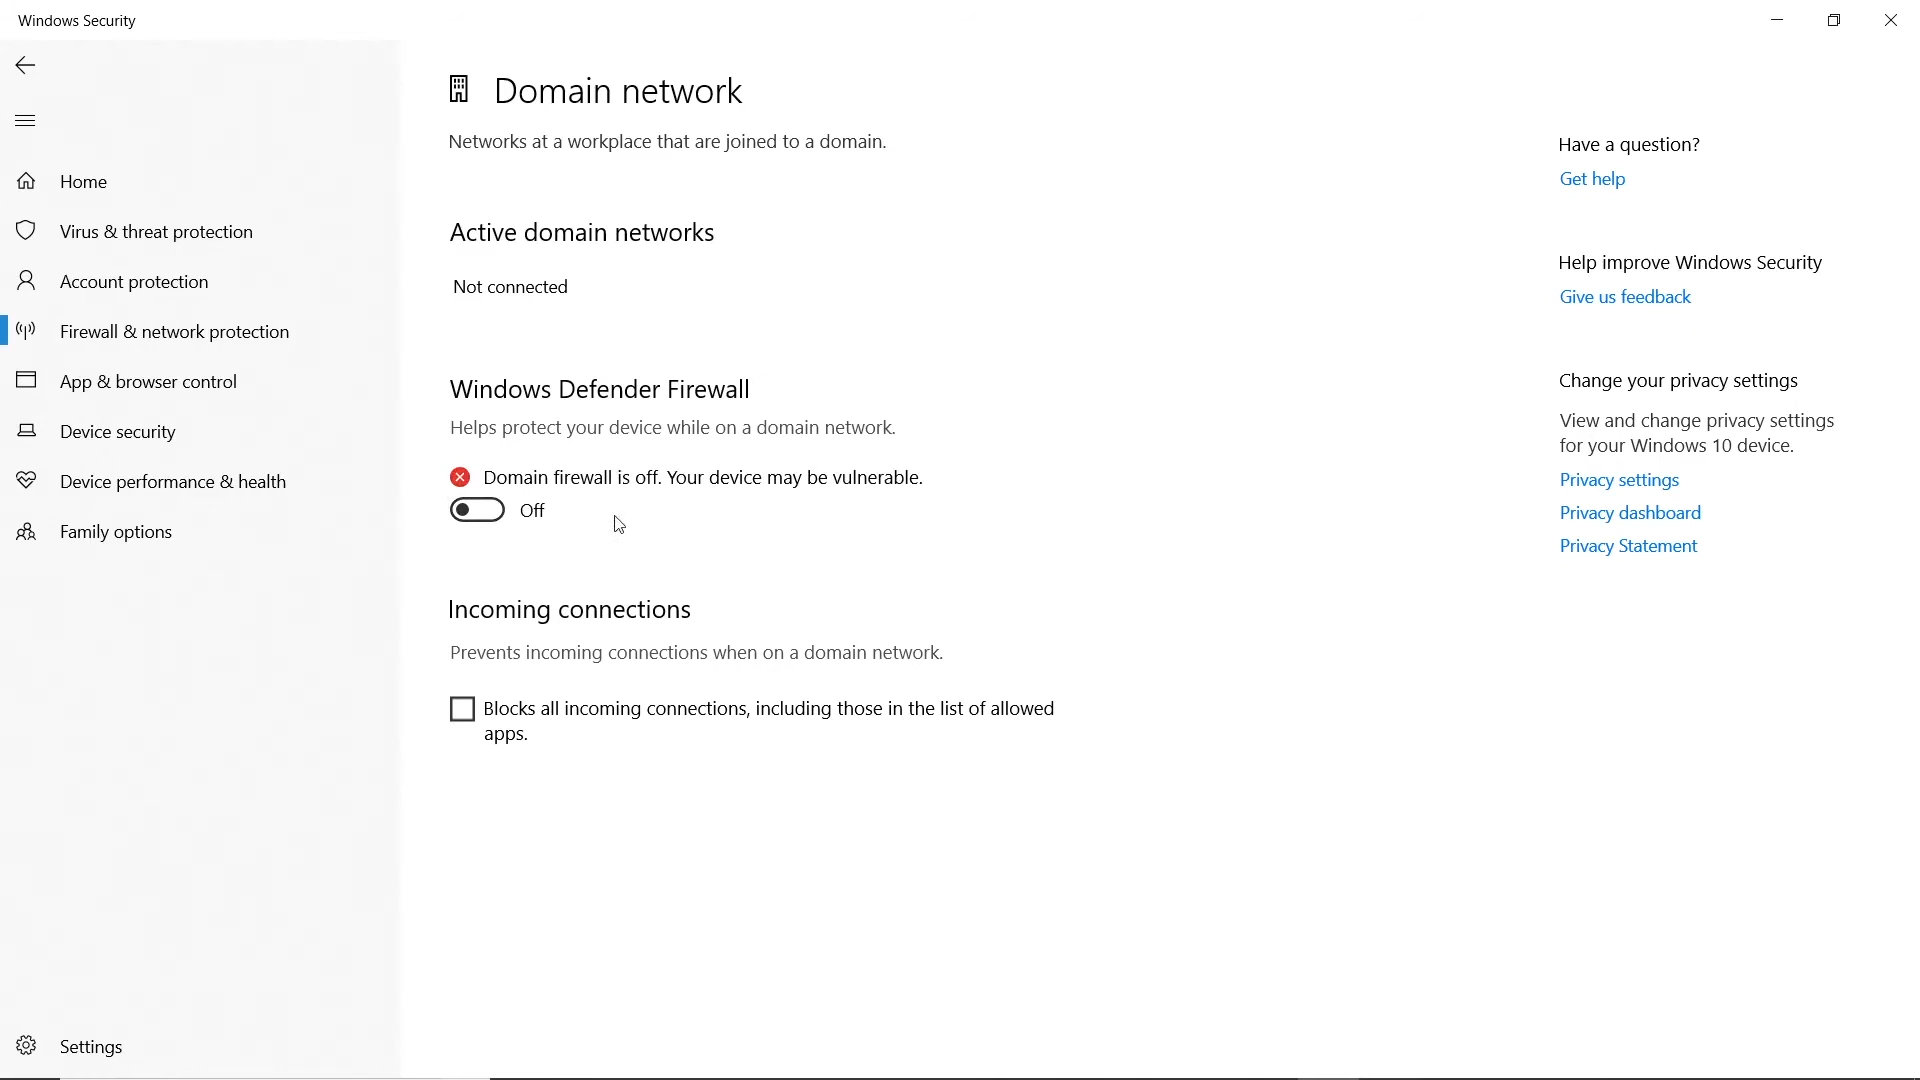 Windows Security
Home
Virus & threat protection
Account protection
Firewall & network protection
App & browser control
Device security
Device performance & health
Family options
Settings
Domain network
Networks at a workplace that are joined to a domain.
Active domain networks
Not connected
Windows Defender Firewall
Helps protect your device while on a domain network.
Domain firewall is off. Your device may be vulnerable.
Off
Incoming connections
Prevents incoming connections when on a domain network.
Blocks all incoming connections, including those in the list of allowed
apps.
Have a question?
Get help
Help improve Windows Security
Give us feedback
Change your privacy settings
View and change privacy settings
for your Windows 10 device.
Privacy settings
Privacy dashboard
Privacy Statement